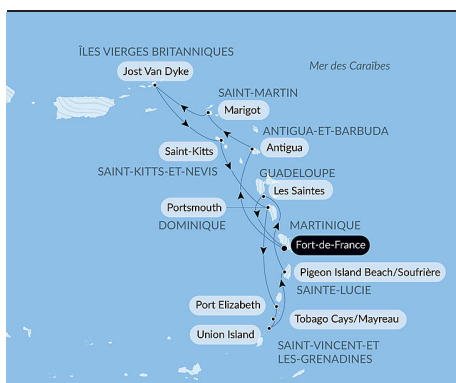 ÎLES VIERGES BRITANNIQUES
Mer des Caraïbes
Jost Van Dyke
SAINT-MARTIN
Marigot
ANTIGUA-ET-BARBUDA
Saint-Kitts
Antigua
SAINT-KITTS-ET-NEVIS
GUADELOUPE
Les Saintes
Portsmouth
DOMINIQUE
MARTINIQUE
Fort-de-France
Pigeon Island Beach/Soufrière
SAINTE-LUCIE
Port Elizabeth
Tobago Cays/Mayreau
Union Island
SAINT-VINCENT-ET
LES-GRENADINES